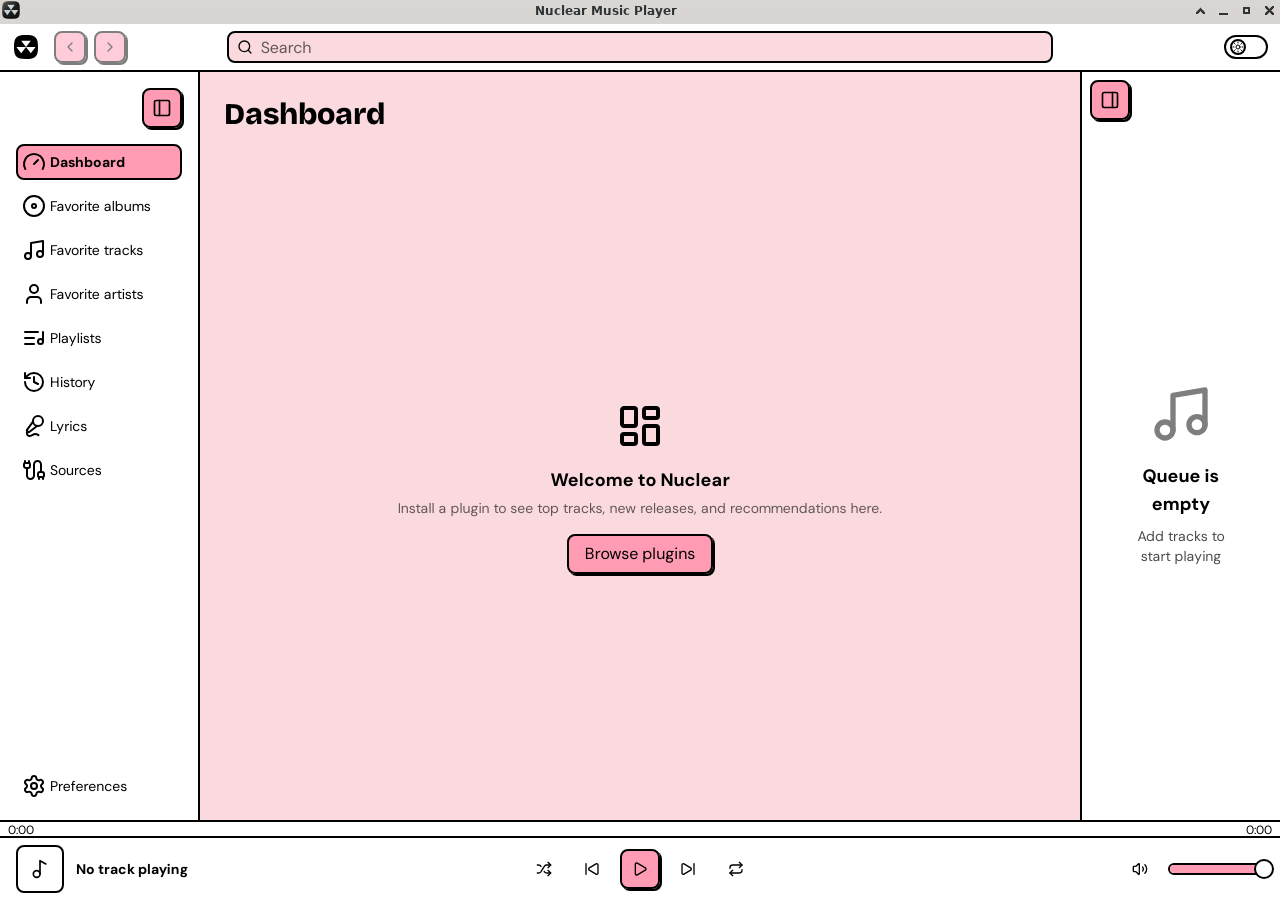 Nuclear Music Player
Search
Dashboard
Favorite albums
Favorite tracks
Favorite artists
Playlists
History
Lyrics
Sources
Preferences
Dashboard
Welcome to Nuclear
Install a plugin to see top tracks, new releases, and recommendations here.
Browse plugins
Queue is
empty
Add tracks to
start playing
0:00
0:00
No track playing